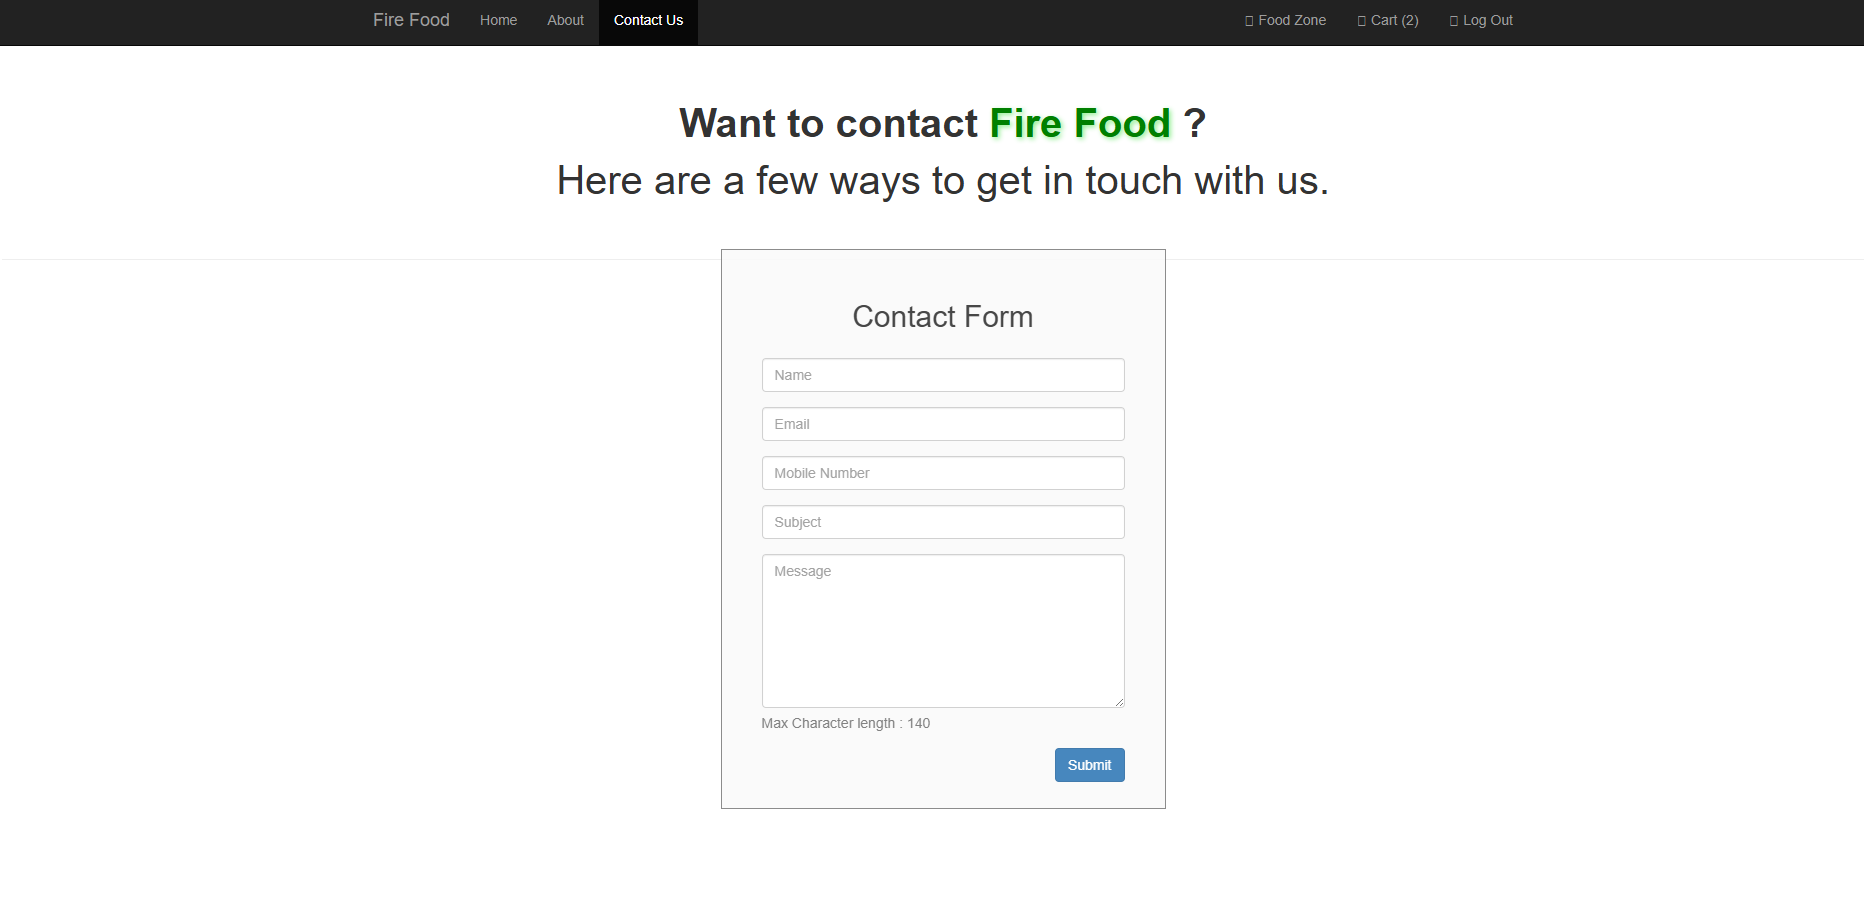 Fire Food Home About Contact Us Food Zone Cart (2) Log Out
Want to contact Fire Food ?
Here are a few ways to get in touch with us.
Contact Form
Name
Email
Mobile Number
Subject
Message
Max Character length : 140
Submit